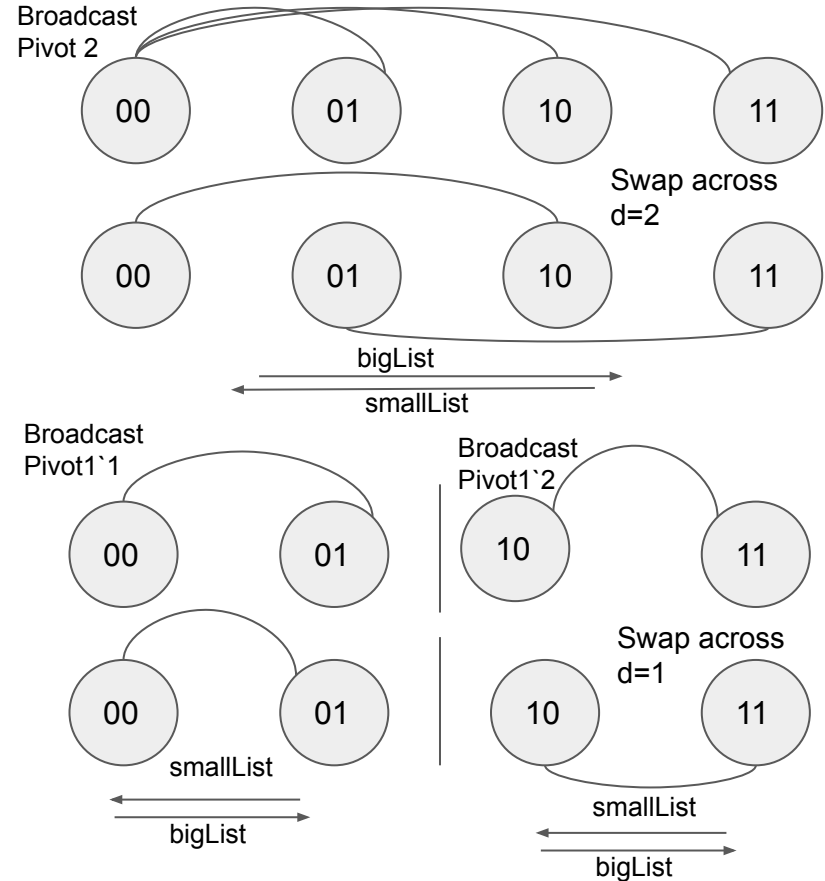 Broadcast
Pivot 2
00
01
10
11
Swap across
d=2
00
01
10
11
bigList
smallList
Broadcast
Pivot1`1
Broadcast
Pivot1`2
00
01
10
11
Swap across
d=1
00
01
10
11
smallList
bigList
smallList
bigList